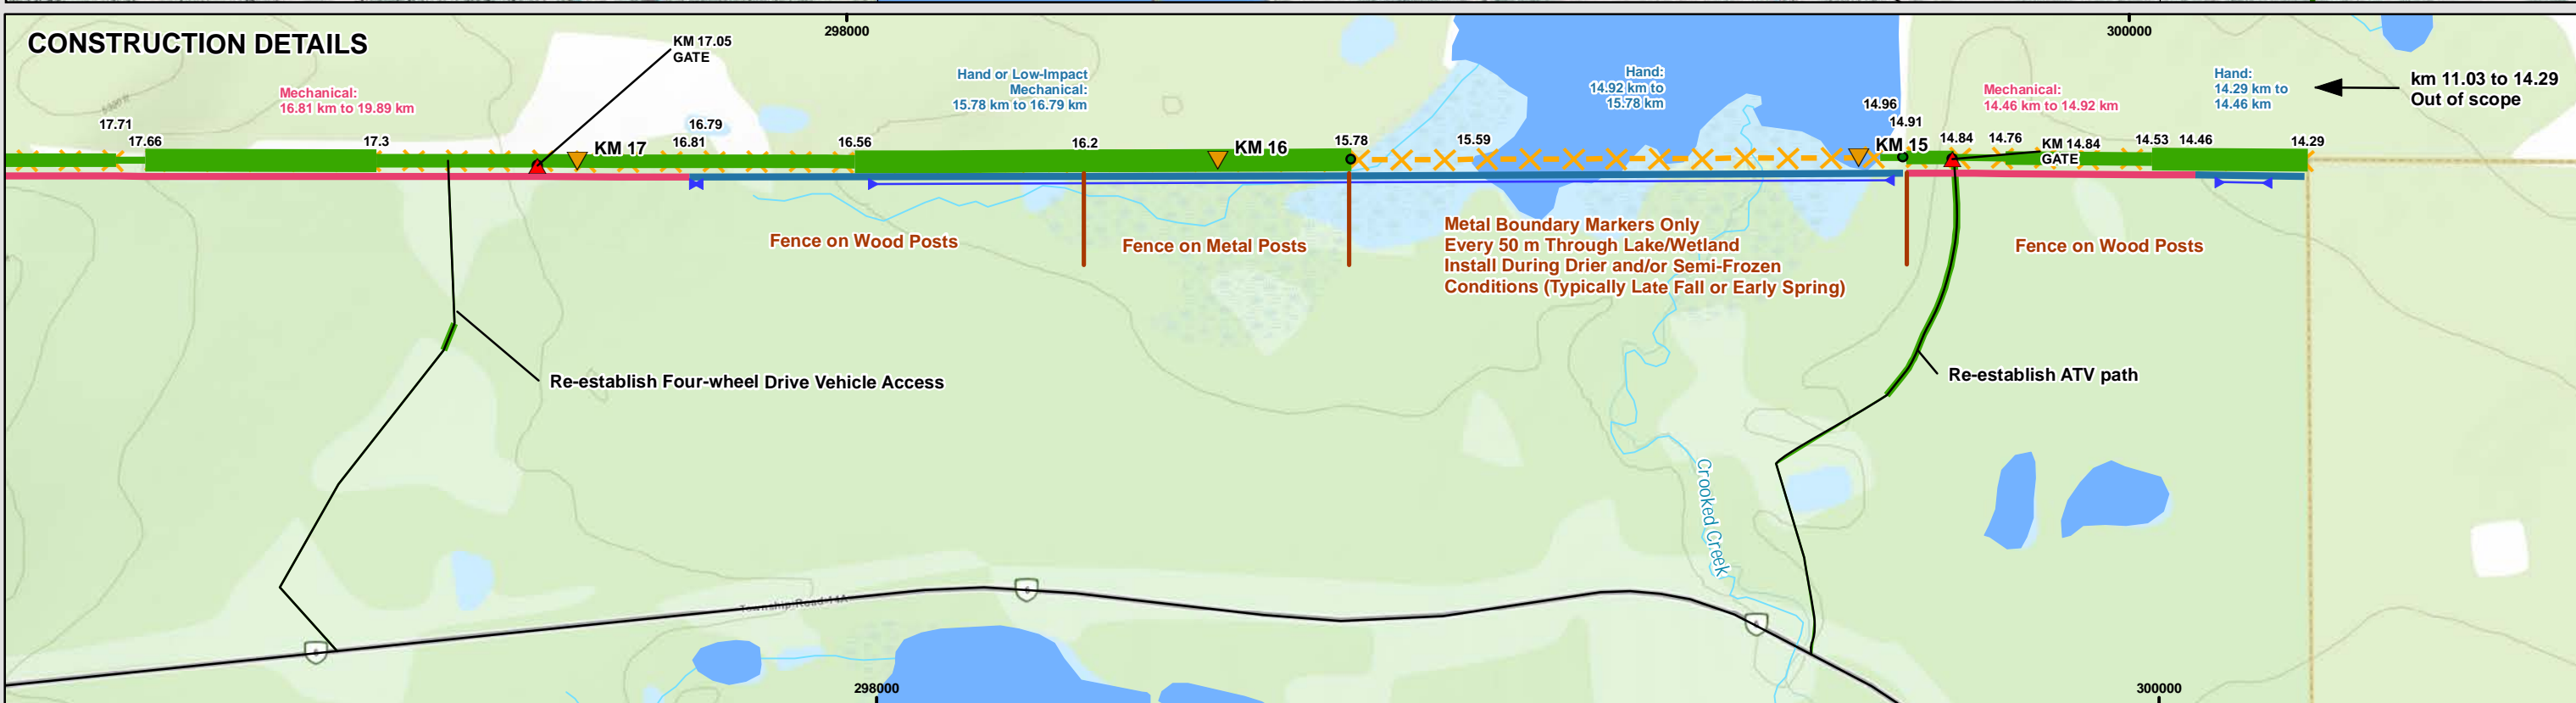 CONSTRUCTION DETAILS
298000
300000
KM 17.05
GATE
Mechanical:
16.81 km to 19.89 km
Hand or Low-Impact
Mechanical:
15.78 km to 16.79 km
Hand:
14.92 km to
15.78 km
Mechanical:
14.46 km to 14.92 km
Hand:
14.29 km to
14.46 km
km 11.03 to 14.29
Out of scope
17.71
17.66
17.3
KM 17
16.79
16.81
16.56
16.2
KM 16
15.78
15.59
14.96
14.91
KM 15
14.84
14.76
KM 14.84
GATE
14.53
14.46
14.29
Fence on Wood Posts
Fence on Metal Posts
Metal Boundary Markers Only
Every 50 m Through Lake/Wetland
Install During Drier and/or Semi-Frozen
Conditions (Typically Late Fall or Early Spring)
Fence on Wood Posts
Re-establish Four-wheel Drive Vehicle Access
Re-establish ATV path
Crooked Creek
Township Road 14A
6
6
6
298000
300000